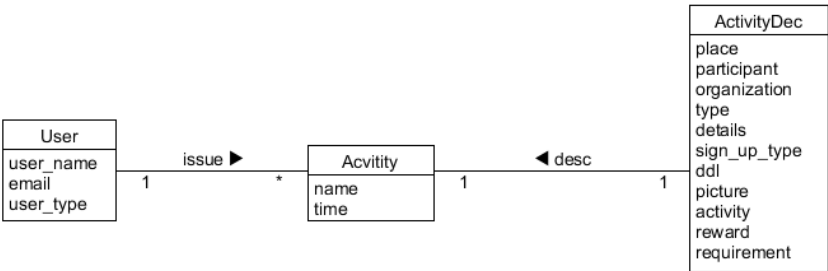 User
user_name
email
user_type
issue ▶
1
*
Acvitity
name
time
◀ desc
1
1
ActivityDec
place
participant
organization
type
details
sign_up_type
ddl
picture
activity
reward
requirement